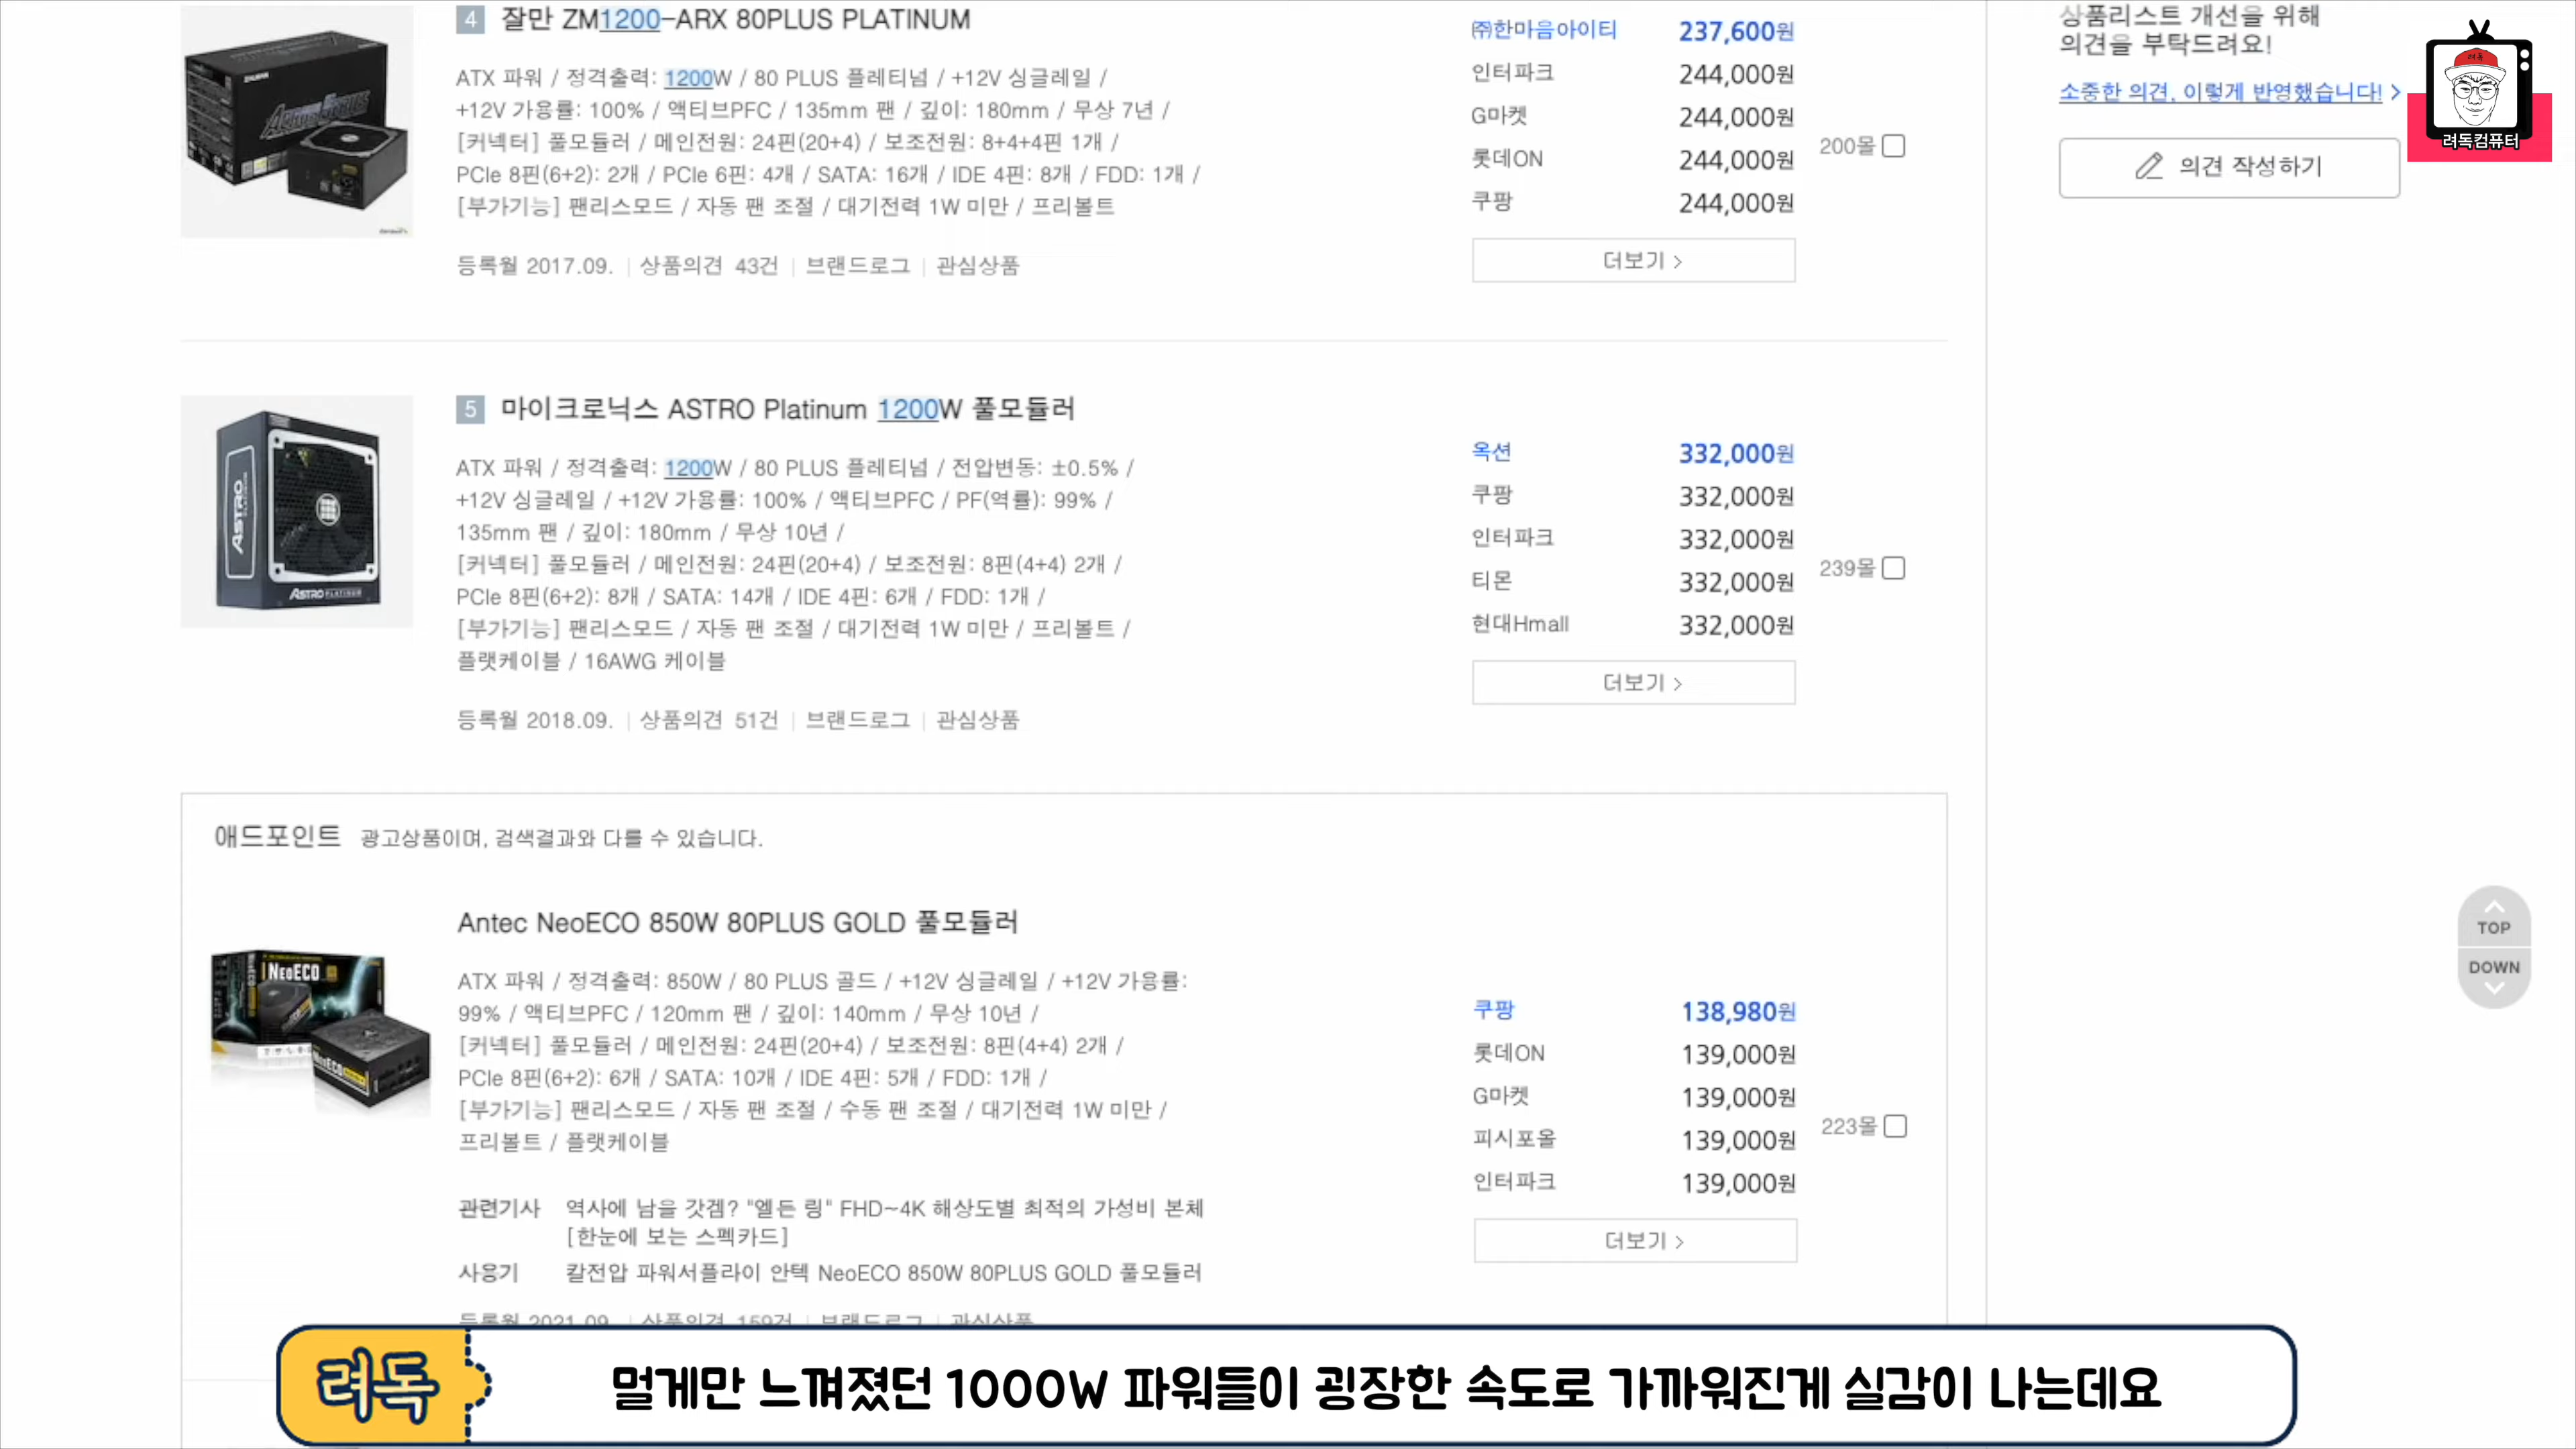 4 잘만 ZM1200-ARX 80PLUS PLATINUM
ATX 파워 / 정격출력: 1200W / 80 PLUS 플레티넘 / +12V 싱글레일 /
+12V 가용률: 100% / 액티브PFC / 135mm 팬 / 깊이: 180mm / 무상 7년 /
[커넥터] 풀모듈러 / 메인전원: 24핀(20+4) / 보조전원: 8+4+4핀 1개 /
PCIe 8핀(6+2): 2개 / PCIe 6핀: 4개 / SATA: 16개 / IDE 4핀: 8개 / FDD: 1개 /
[부가기능] 팬리스모드 / 자동 팬 조절 / 대기전력 1W 미만 / 프리볼트
등록월 2017.09. | 상품의견 43건 | 브랜드로그 | 관심상품
㈜한마음아이티 237,600원
인터파크 244,000원
G마켓 244,000원
롯데ON 244,000원
쿠팡 244,000원
더보기 >
200몰
상품리스트 개선을 위해
의견을 부탁드려요!
소중한 의견, 이렇게 반영했습니다! >
의견 작성하기
려독
려독컴퓨터
5 마이크로닉스 ASTRO Platinum 1200W 풀모듈러
ATX 파워 / 정격출력: 1200W / 80 PLUS 플레티넘 / 전압변동: ±0.5% /
+12V 싱글레일 / +12V 가용률: 100% / 액티브PFC / PF(역률): 99% /
135mm 팬 / 깊이: 180mm / 무상 10년 /
[커넥터] 풀모듈러 / 메인전원: 24핀(20+4) / 보조전원: 8핀(4+4) 2개 /
PCIe 8핀(6+2): 8개 / SATA: 14개 / IDE 4핀: 6개 / FDD: 1개 /
[부가기능] 팬리스모드 / 자동 팬 조절 / 대기전력 1W 미만 / 프리볼트 /
플랫케이블 / 16AWG 케이블
등록월 2018.09. | 상품의견 51건 | 브랜드로그 | 관심상품
ASTRO
ASTRO PLATINUM
옥션 332,000원
쿠팡 332,000원
인터파크 332,000원
티몬 332,000원
현대Hmall 332,000원
더보기 >
239몰
애드포인트 광고상품이며, 검색결과와 다를 수 있습니다.
Antec NeoECO 850W 80PLUS GOLD 풀모듈러
ATX 파워 / 정격출력: 850W / 80 PLUS 골드 / +12V 싱글레일 / +12V 가용률:
99% / 액티브PFC / 120mm 팬 / 깊이: 140mm / 무상 10년 /
[커넥터] 풀모듈러 / 메인전원: 24핀(20+4) / 보조전원: 8핀(4+4) 2개 /
PCIe 8핀(6+2): 6개 / SATA: 10개 / IDE 4핀: 5개 / FDD: 1개 /
[부가기능] 팬리스모드 / 자동 팬 조절 / 수동 팬 조절 / 대기전력 1W 미만 /
프리볼트 / 플랫케이블
관련기사 역사에 남을 갓겜? "엘든 링" FHD~4K 해상도별 최적의 가성비 본체
[한눈에 보는 스펙카드]
사용기 칼전압 파워서플라이 안텍 NeoECO 850W 80PLUS GOLD 풀모듈러
등록월 2021.09. | 상품의견 159건 | 브랜드로그 | 관심상품
NeoECO
NeoECO
쿠팡 138,980원
롯데ON 139,000원
G마켓 139,000원
피시포올 139,000원
인터파크 139,000원
더보기 >
223몰
TOP
DOWN
려독
멀게만 느껴졌던 1000W 파워들이 굉장한 속도로 가까워진게 실감이 나는데요